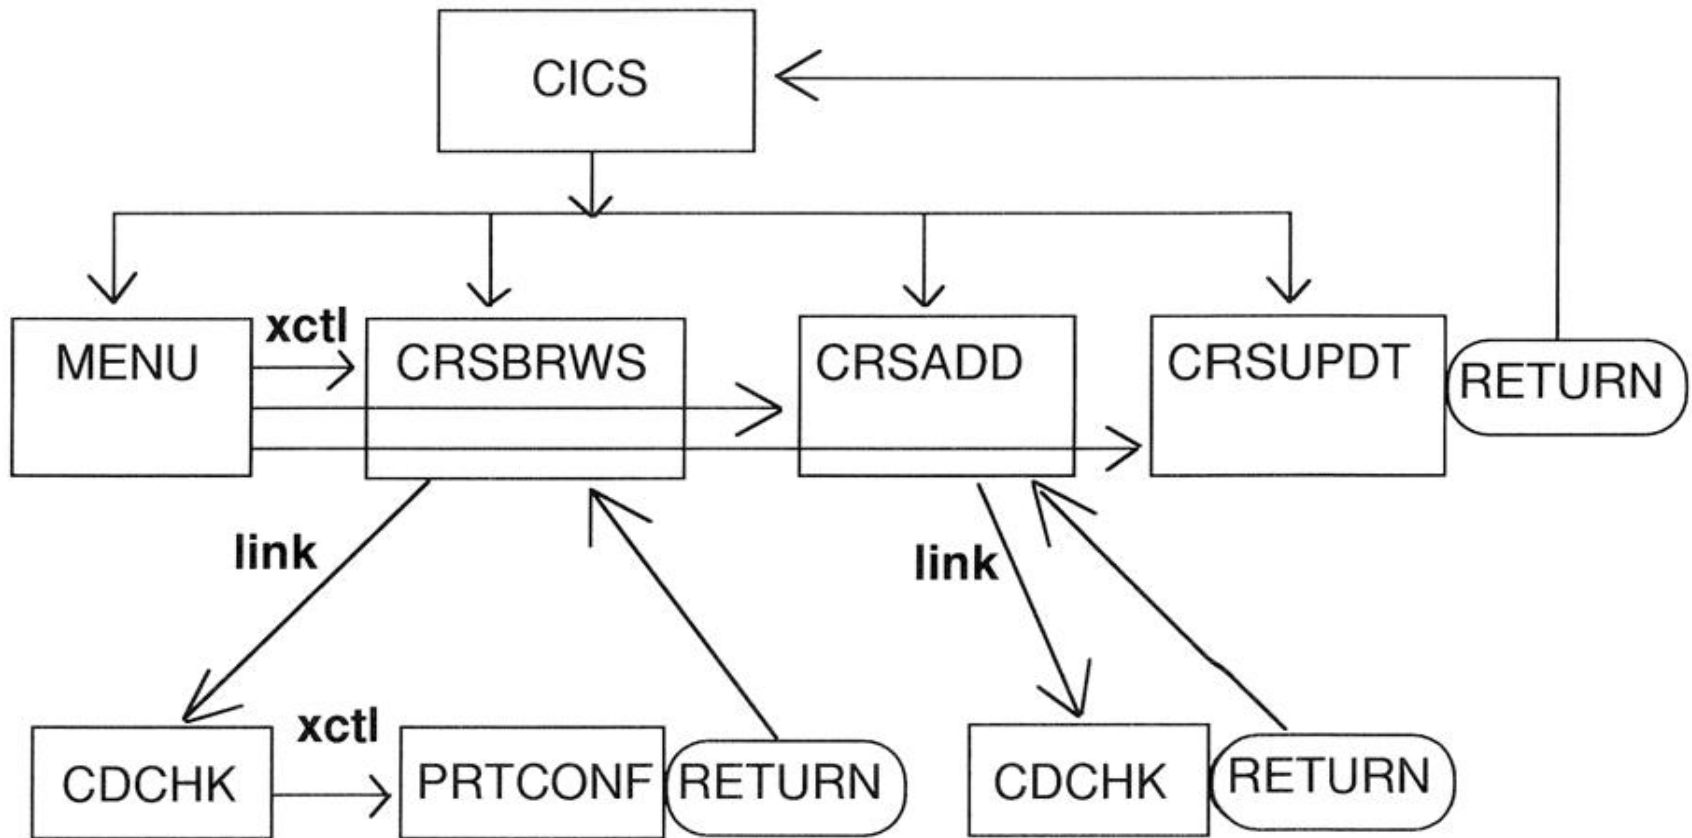 CICS
xctl
MENU
CRSBRWS
CRSADD
CRSUPDT
RETURN
link
link
xctl
CDCHK
PRTCONF
RETURN
CDCHK
RETURN